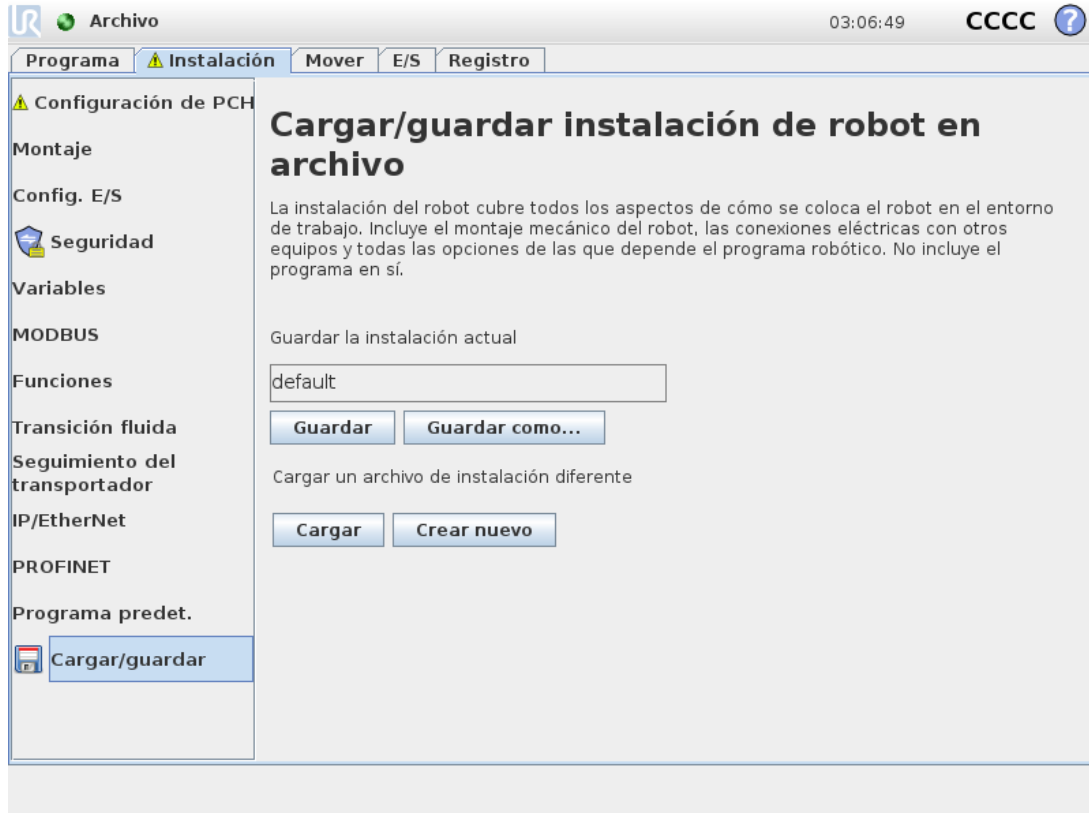 UR Archivo 03:06:49 CCCC ?
Programa Instalación Mover E/S Registro
Configuración de PCH
Montaje
Config. E/S
Seguridad
Variables
MODBUS
Funciones
Transición fluida
Seguimiento del
transportador
IP/EtherNet
PROFINET
Programa predet.
Cargar/guardar
Cargar/guardar instalación de robot en
archivo
La instalación del robot cubre todos los aspectos de cómo se coloca el robot en el entorno
de trabajo. Incluye el montaje mecánico del robot, las conexiones eléctricas con otros
equipos y todas las opciones de las que depende el programa robótico. No incluye el
programa en sí.
Guardar la instalación actual
default
Guardar Guardar como...
Cargar un archivo de instalación diferente
Cargar Crear nuevo